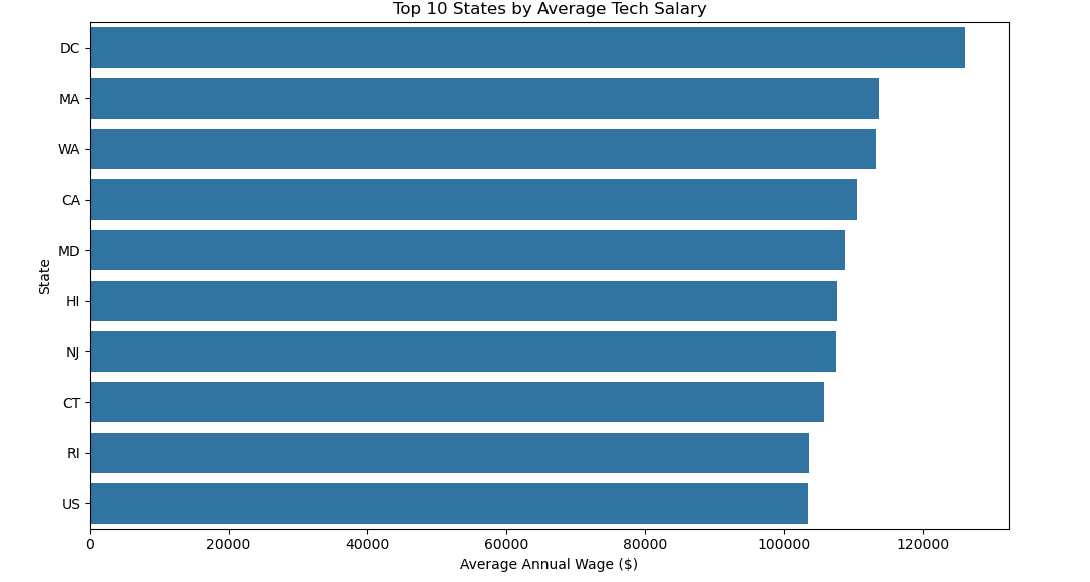 Top 10 States by Average Tech Salary
DC
MA
WA
CA
MD
HI
NJ
CT
RI
US
State
0 20000 40000 60000 80000 100000 120000
Average Annual Wage ($)